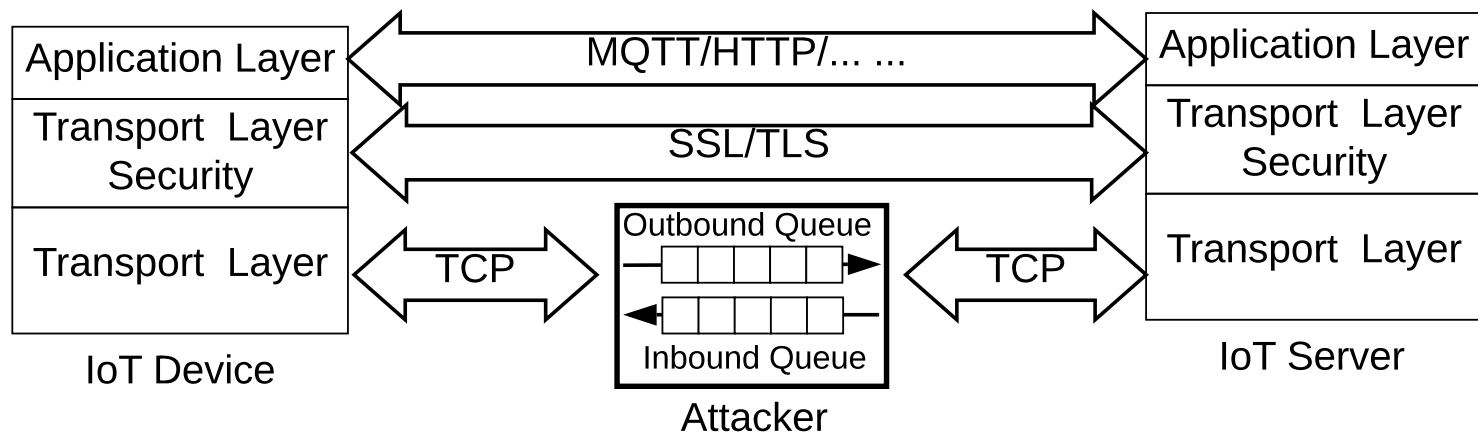 Application Layer
MQTT/HTTP/... ...
Application Layer
Transport  Layer
Security
SSL/TLS
Transport  Layer
Security
Transport  Layer
TCP
Outbound Queue
Inbound Queue
TCP
Transport  Layer
IoT Device
Attacker
IoT Server